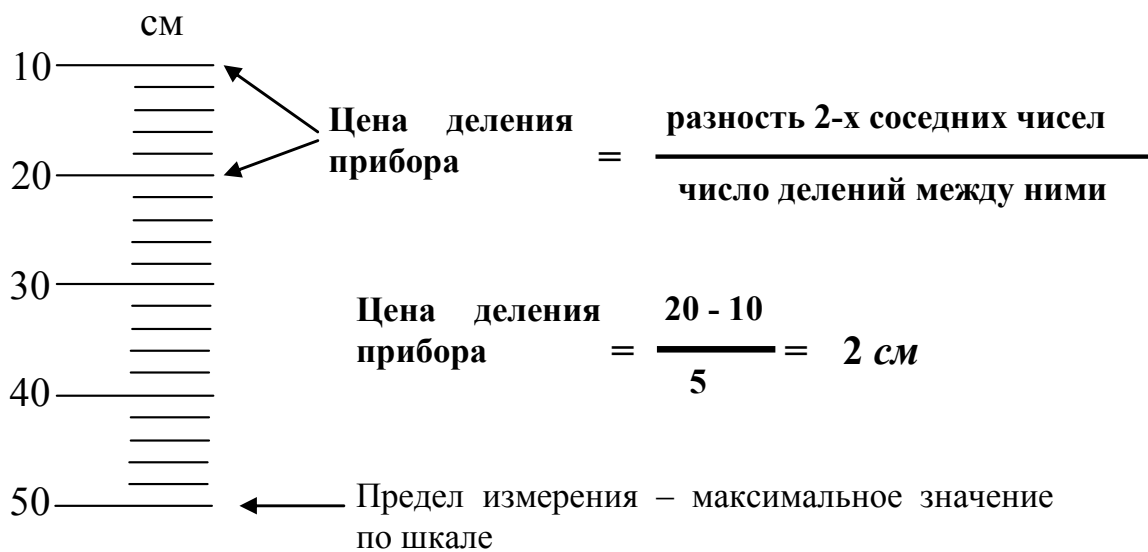 см
10
20
30
40
50
Цена деления
прибора
=
разность 2-х соседних чисел
число делений между ними
Цена деления
прибора
=
20 - 10
5
= 2 см
Предел измерения – максимальное значение
по шкале